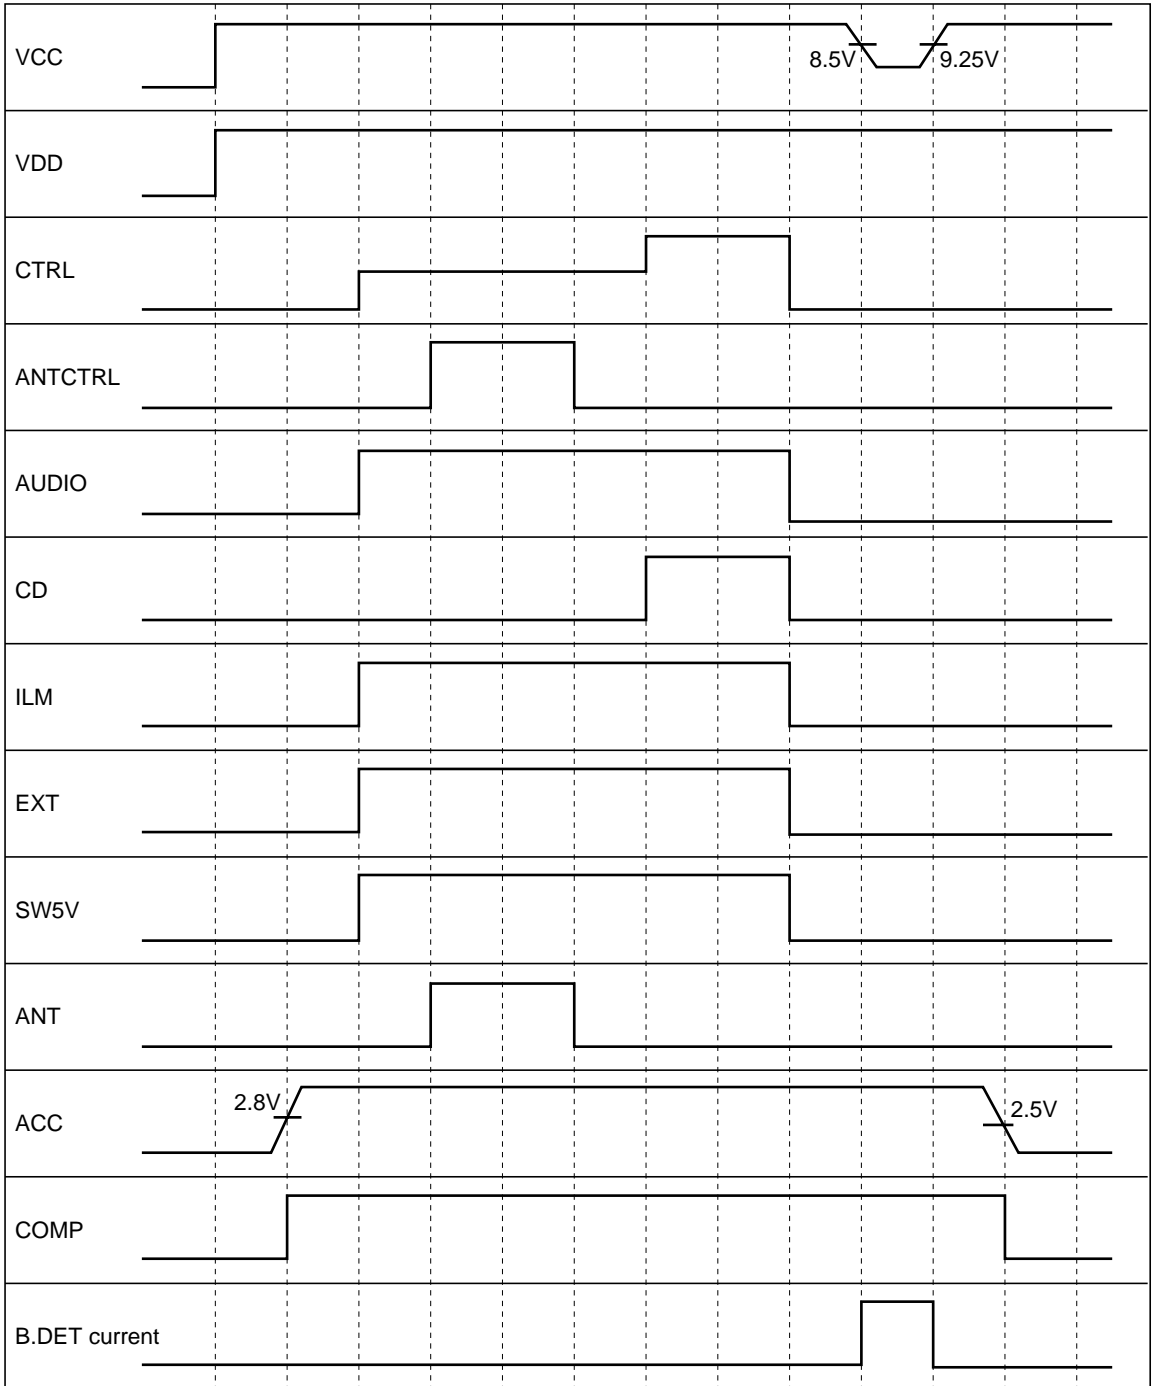 VCC
8.5V
9.25V
VDD
CTRL
ANTCTRL
AUDIO
CD
ILM
EXT
SW5V
ANT
ACC
2.8V
2.5V
COMP
B.DET current